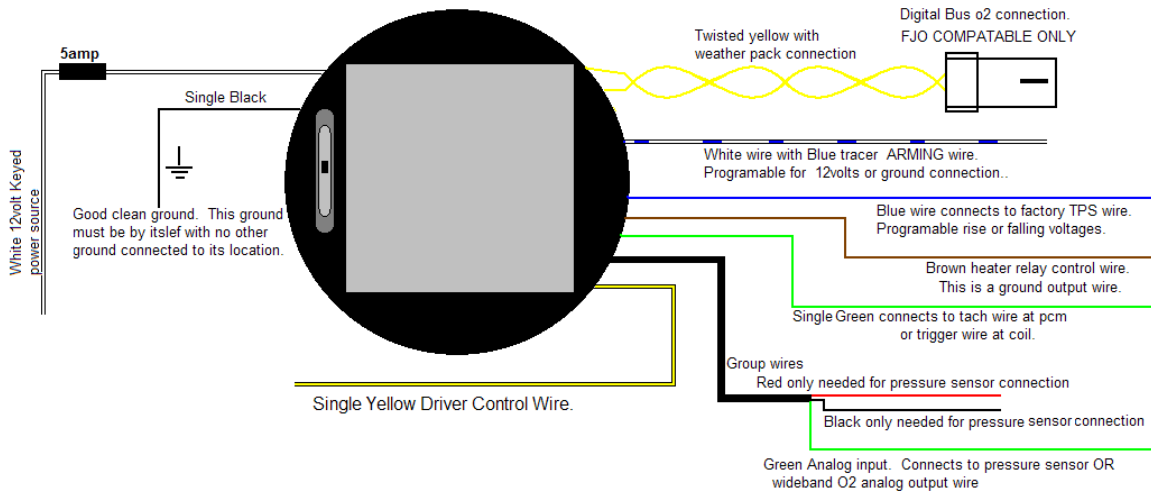 Digital Bus o2 connection.
FJO COMPATABLE ONLY
Twisted yellow with
weather pack connection
5amp
Single Black
White 12volt Keyed
power source
Good clean ground. This ground
must be by itslef with no other
ground connected to its location.
White wire with Blue tracer ARMING wire.
Programable for 12volts or ground connection..
Blue wire connects to factory TPS wire.
Programable rise or falling voltages.
Brown heater relay control wire.
This is a ground output wire.
Single Green connects to tach wire at pcm
or trigger wire at coil.
Group wires
Red only needed for pressure sensor connection
Black only needed for pressure sensor connection
Single Yellow Driver Control Wire.
Green Analog input. Connects to pressure sensor OR
wideband O2 analog output wire